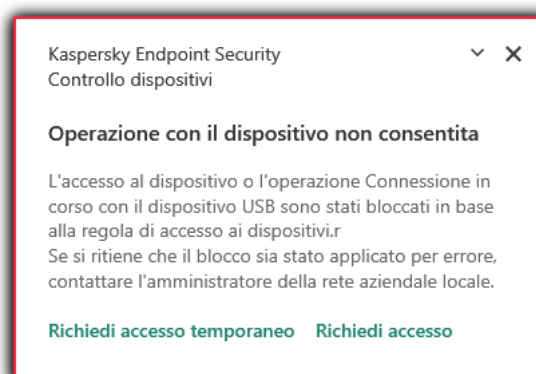 Kaspersky Endpoint Security
Controllo dispositivi
Operazione con il dispositivo non consentita
L'accesso al dispositivo o l'operazione Connessione in
corso con il dispositivo USB sono stati bloccati in base
alla regola di accesso ai dispositivi.r
Se si ritiene che il blocco sia stato applicato per errore,
contattare l'amministratore della rete aziendale locale.
Richiedi accesso temporaneo Richiedi accesso